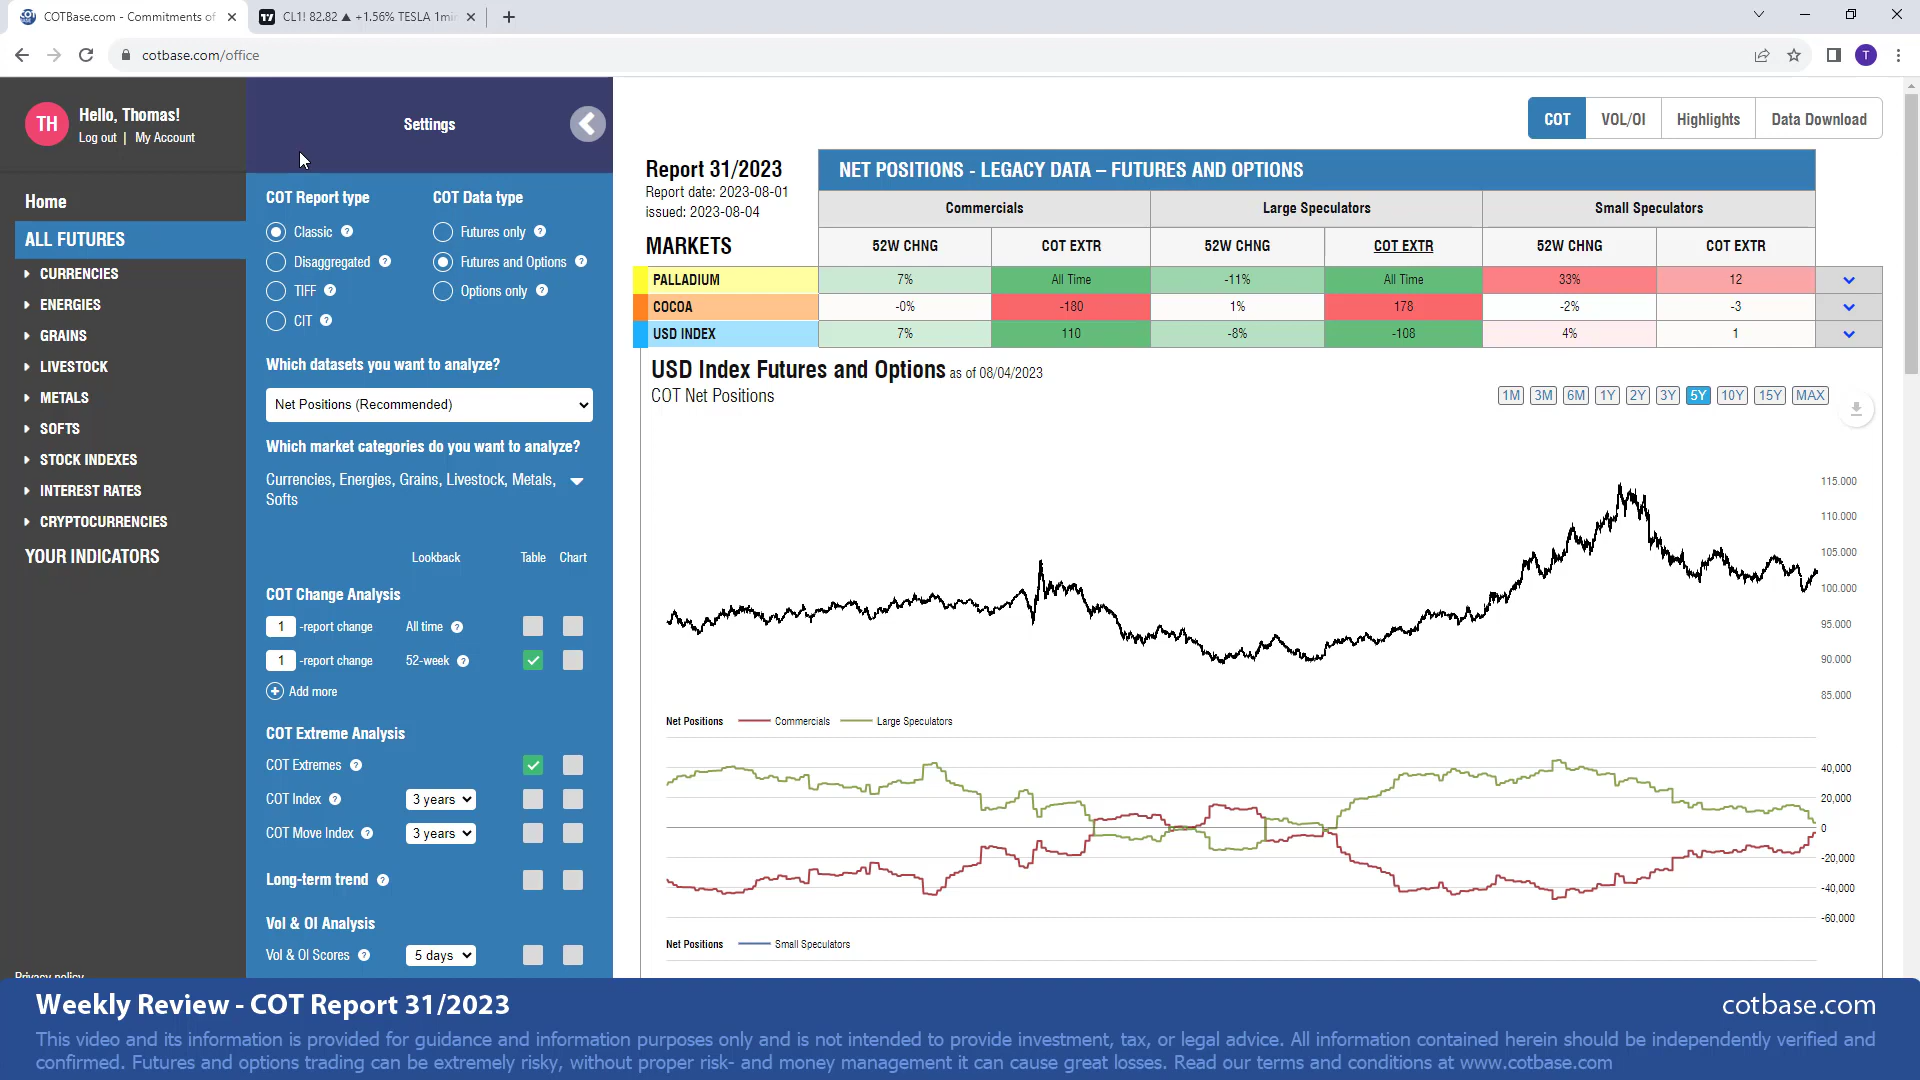 COTBase.com - Commitments of
CL1! 82.82 ▲ +1.56% TESLA 1min
cotbase.com/office
T
TH
Hello, Thomas!
Log out | My Account
Home
ALL FUTURES
CURRENCIES
ENERGIES
GRAINS
LIVESTOCK
METALS
SOFTS
STOCK INDEXES
INTEREST RATES
CRYPTOCURRENCIES
YOUR INDICATORS
Privacy policy
Settings
COT Report type
COT Data type
Classic ?
Futures only ?
Disaggregated ?
Futures and Options ?
TIFF ?
Options only ?
CIT ?
Which datasets you want to analyze?
Net Positions (Recommended)
Which market categories do you want to analyze?
Currencies, Energies, Grains, Livestock, Metals,
Softs
Lookback Table Chart
COT Change Analysis
1 -report change All time ?
1 -report change 52-week ?
Add more
COT Extreme Analysis
COT Extremes ?
COT Index ? 3 years
COT Move Index ? 3 years
Long-term trend ?
Vol & OI Analysis
Vol & OI Scores ? 5 days
COT VOL/OI Highlights Data Download
Report 31/2023
Report date: 2023-08-01
issued: 2023-08-04
NET POSITIONS - LEGACY DATA – FUTURES AND OPTIONS
Commercials Large Speculators Small Speculators
MARKETS 52W CHNG COT EXTR 52W CHNG COT EXTR 52W CHNG COT EXTR
PALLADIUM 7% All Time -11% All Time 33% 12
COCOA -0% -180 1% 178 -2% -3
USD INDEX 7% 110 -8% -108 4% 1
USD Index Futures and Options as of 08/04/2023
COT Net Positions
1M 3M 6M 1Y 2Y 3Y 5Y 10Y 15Y MAX
115.000
110.000
105.000
100.000
95.000
90.000
85.000
Net Positions Commercials Large Speculators
40,000
20,000
0
-20,000
-40,000
-60,000
Net Positions Small Speculators
Weekly Review - COT Report 31/2023
cotbase.com
This video and its information is provided for guidance and information purposes only and is not intended to provide investment, tax, or legal advice. All information contained herein should be independently verified and
confirmed. Futures and options trading can be extremely risky, without proper risk- and money management it can cause great losses. Read our terms and conditions at www.cotbase.com